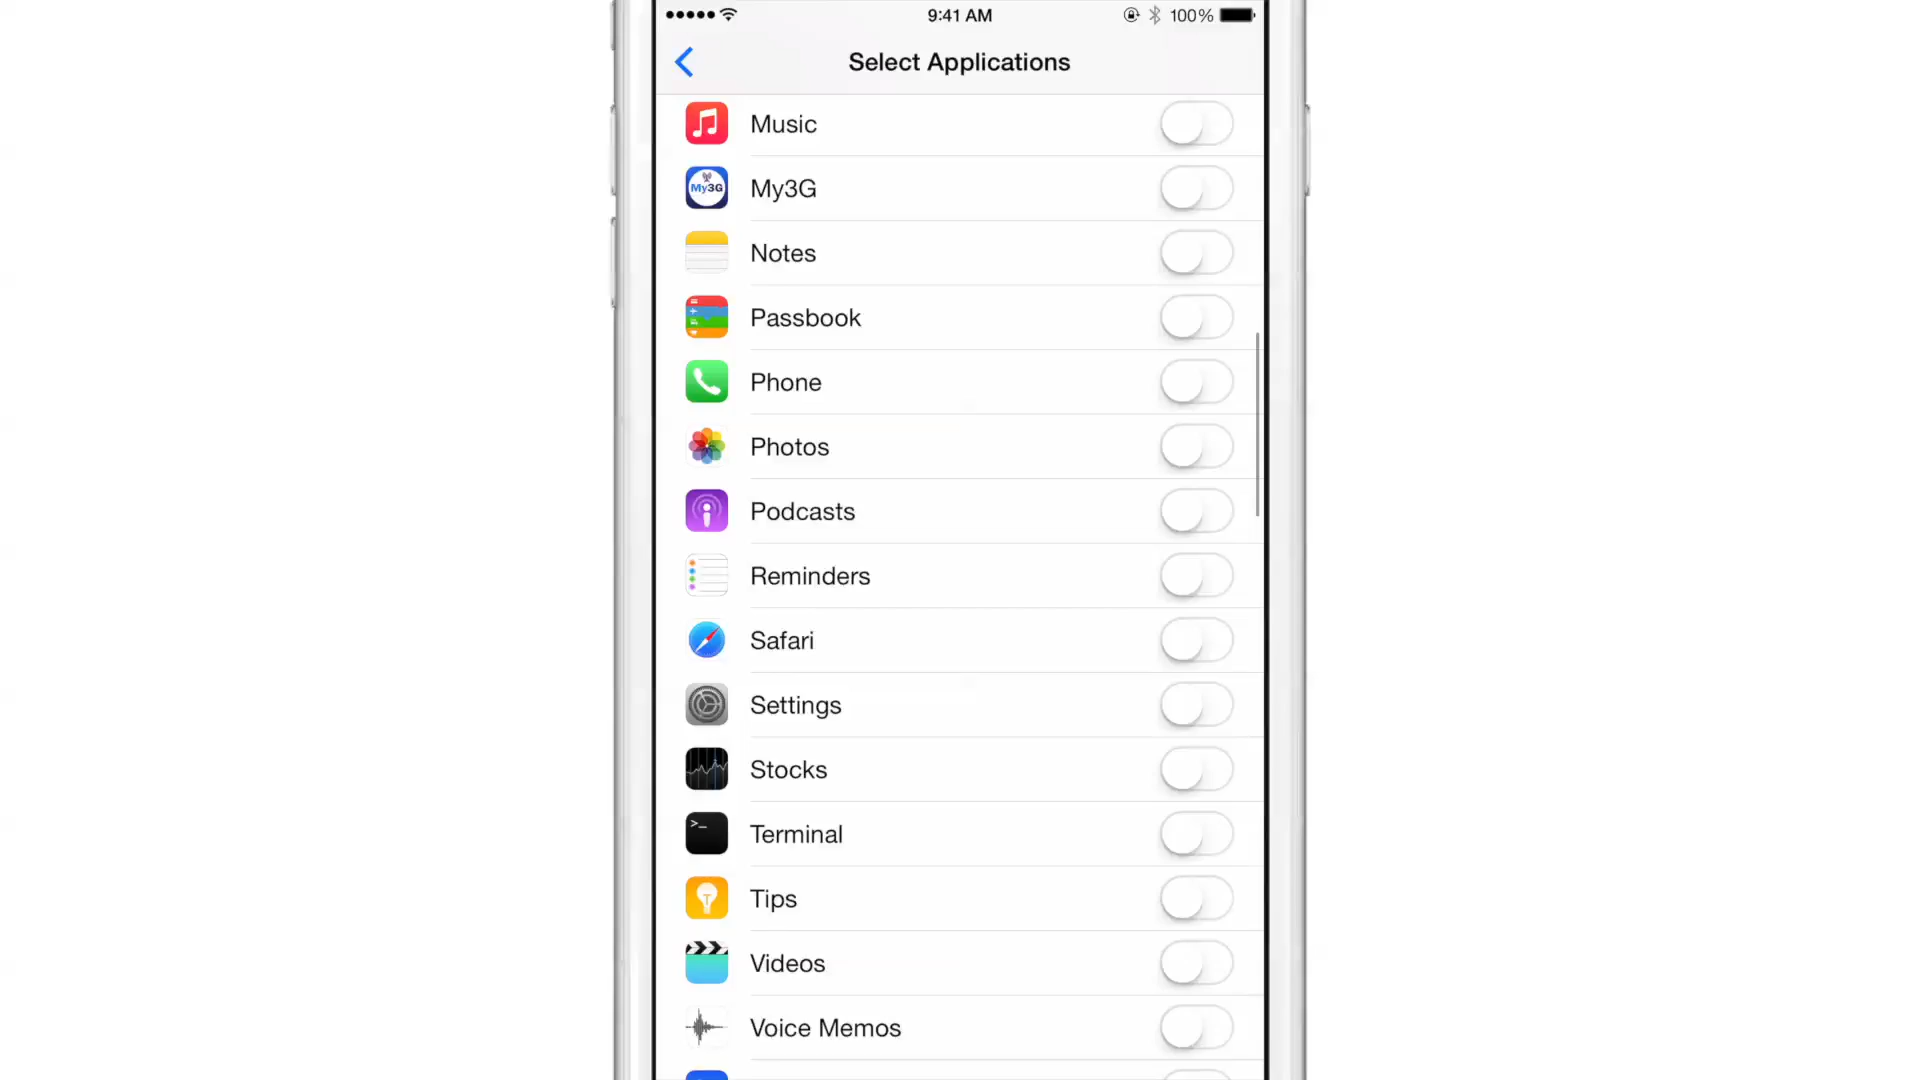 9:41 AM 100%
Select Applications
Music
My3G My3G
Notes
Passbook
Phone
Photos
Podcasts
Reminders
Safari
Settings
Stocks
>_ Terminal
T Tips
Videos
Voice Memos